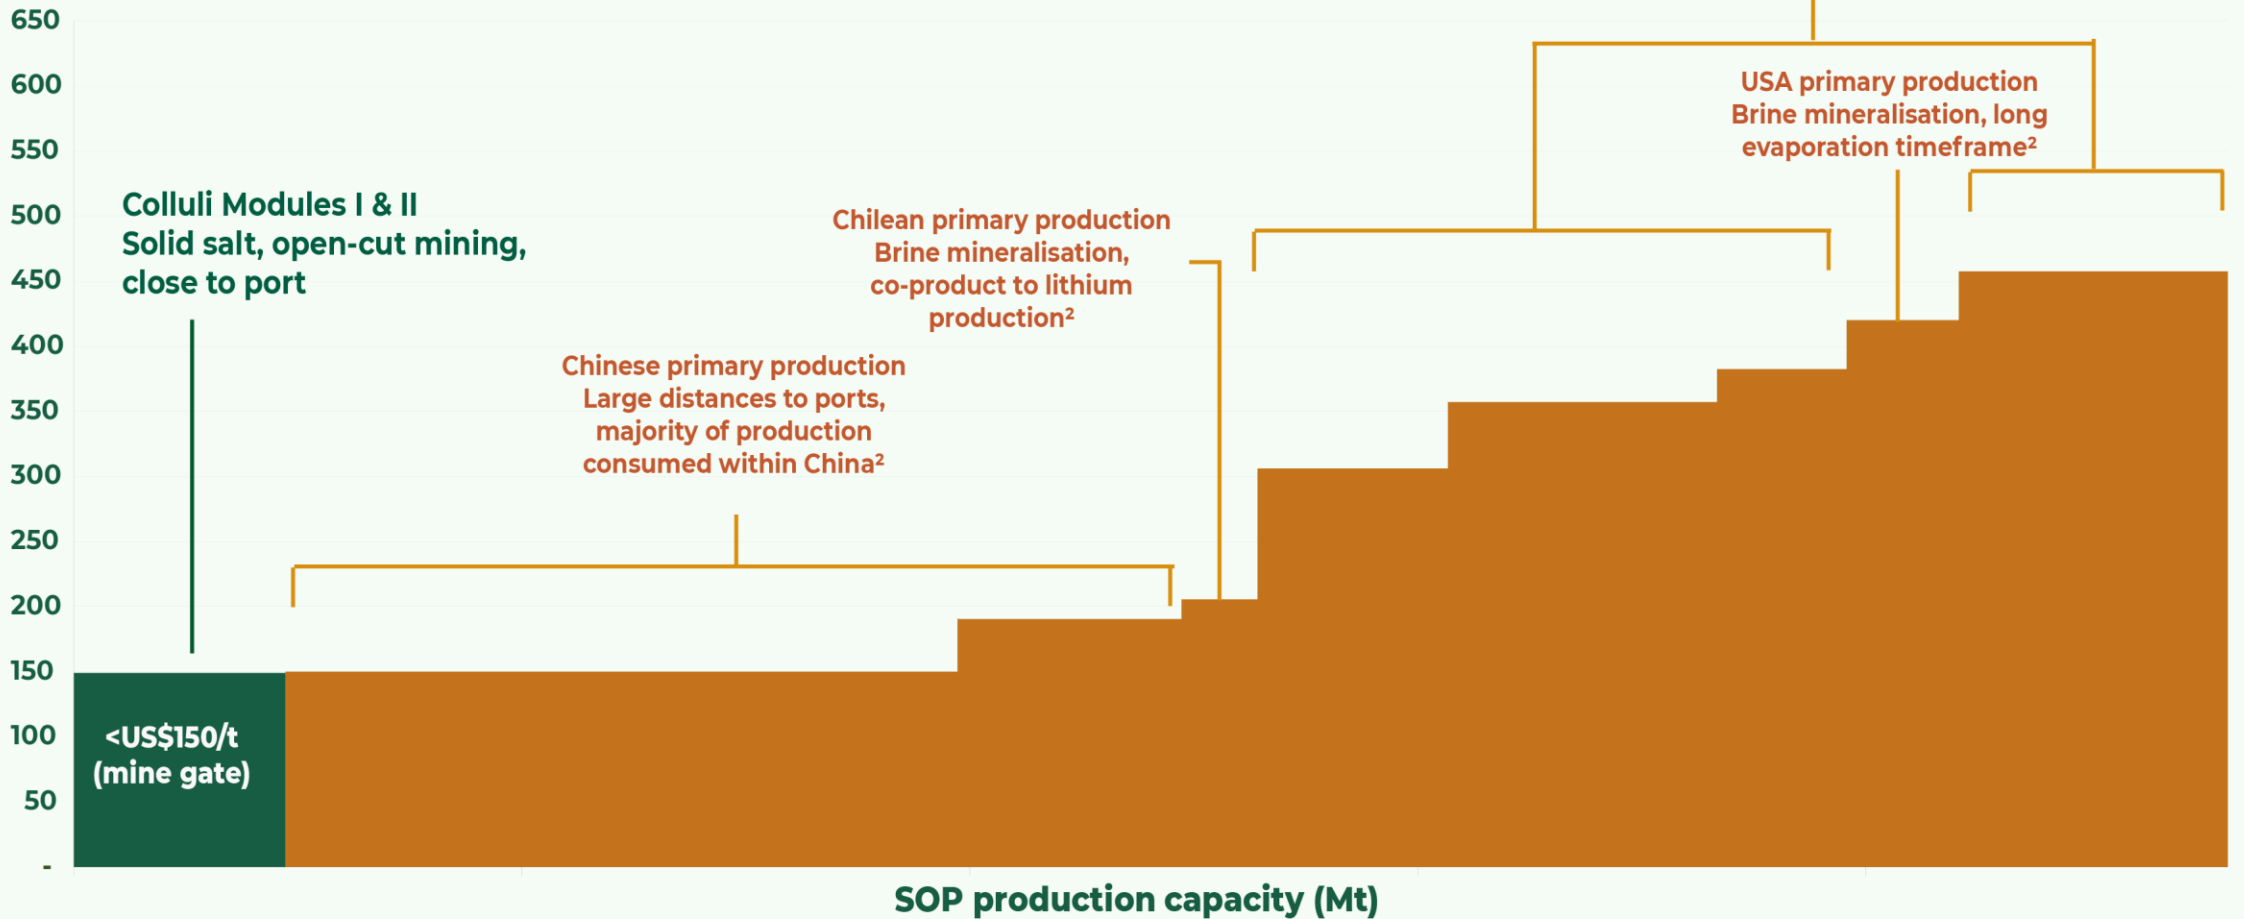 650
600
550
500
450
400
350
300
250
200
150
100
50
-
Colluli Modules I & II
Solid salt, open-cut mining,
close to port
<US$150/t
(mine gate)
Chinese primary production
Large distances to ports,
majority of production
consumed within China²
Chilean primary production
Brine mineralisation,
co-product to lithium
production²
USA primary production
Brine mineralisation, long
evaporation timeframe²
SOP production capacity (Mt)